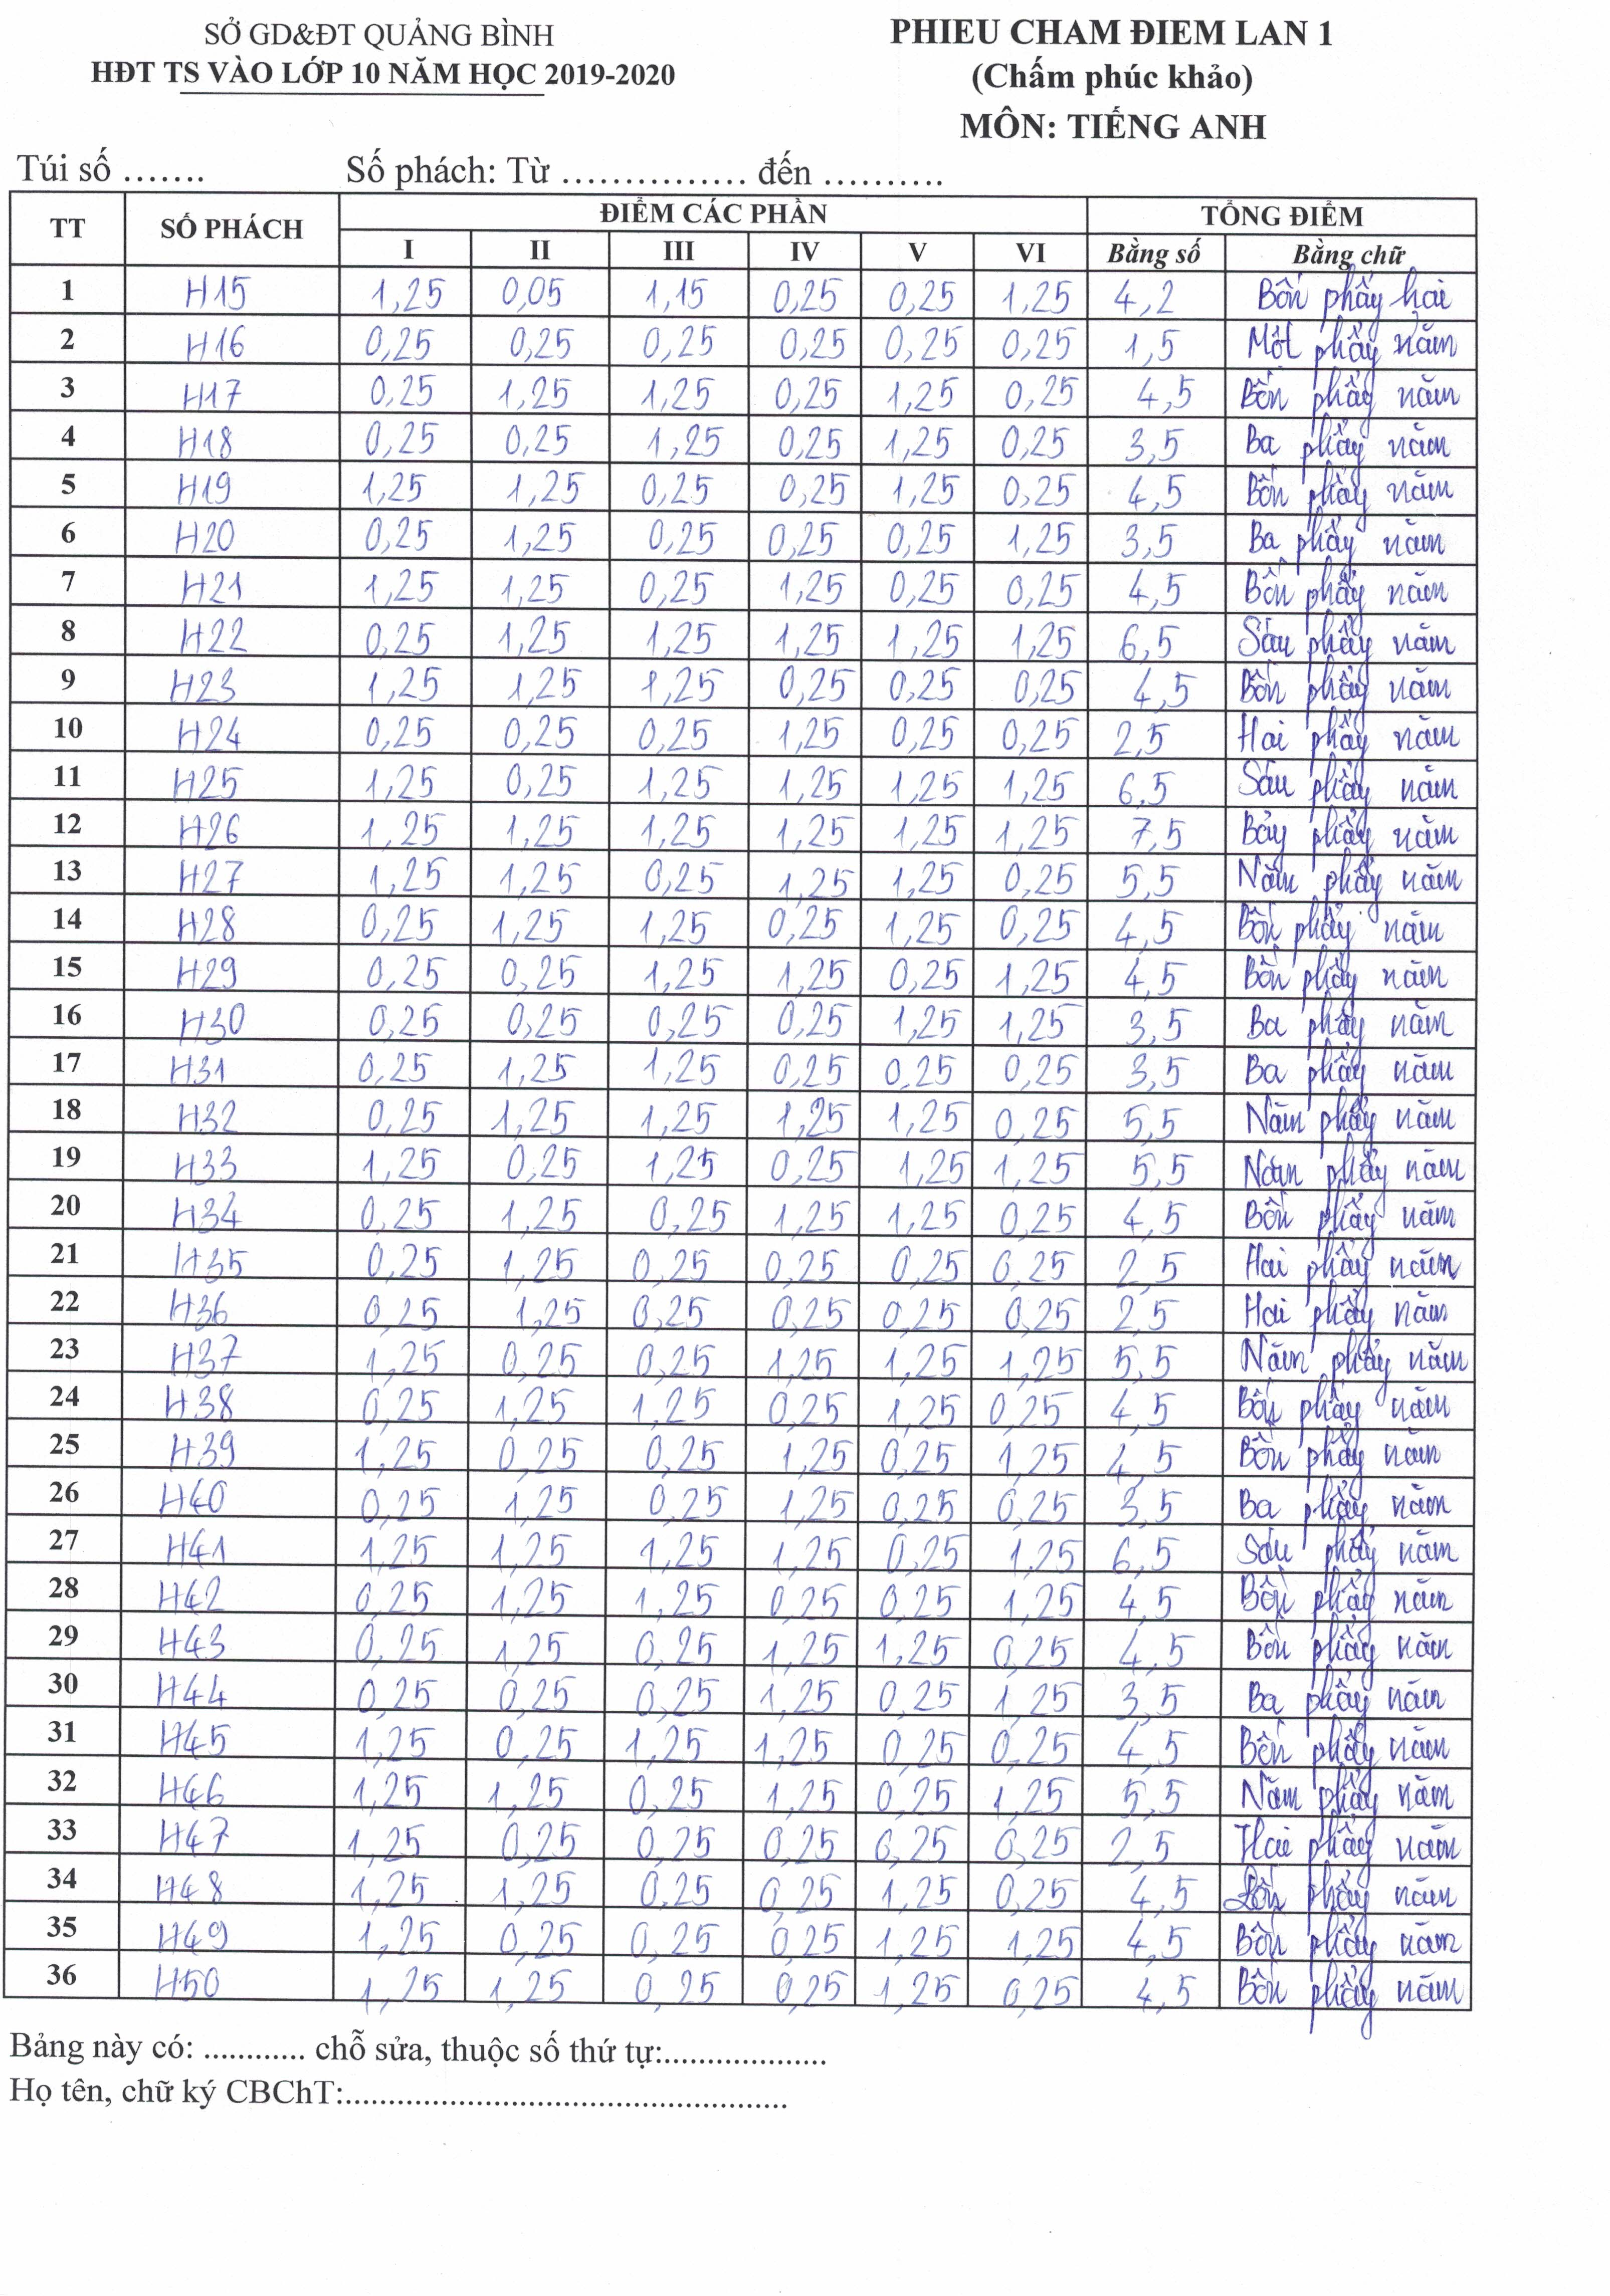 SỞ GD&ĐT QUẢNG BÌNH
HĐT TS VÀO LỚP 10 NĂM HỌC 2019-2020
PHIEU CHAM ĐIEM LAN 1
(Chấm phúc khảo)
MÔN: TIẾNG ANH
Túi số ....... Số phách: Từ ............... đến ..........
TT SỐ PHÁCH ĐIỂM CÁC PHẦN TỔNG ĐIỂM
I II III IV V VI Bằng số Bằng chữ
1 H15 1,25 0,05 1,15 0,25 0,25 1,25 4,2 Bốn phẩy hai
2 H16 0,25 0,25 0,25 0,25 0,25 0,25 1,5 Một phẩy năm
3 H17 0,25 1,25 1,25 0,25 1,25 0,25 4,5 Bốn phẩy năm
4 H18 0,25 0,25 1,25 0,25 1,25 0,25 3,5 Ba phẩy năm
5 H19 1,25 1,25 0,25 0,25 1,25 0,25 4,5 Bốn phẩy năm
6 H20 0,25 1,25 0,25 0,25 0,25 1,25 3,5 Ba phẩy năm
7 H21 1,25 1,25 0,25 1,25 0,25 0,25 4,5 Bốn phẩy năm
8 H22 0,25 1,25 1,25 1,25 1,25 1,25 6,5 Sáu phẩy năm
9 H23 1,25 1,25 1,25 0,25 0,25 0,25 4,5 Bốn phẩy năm
10 H24 0,25 0,25 0,25 1,25 0,25 0,25 2,5 Hai phẩy năm
11 H25 1,25 0,25 1,25 1,25 1,25 1,25 6,5 Sáu phẩy năm
12 H26 1,25 1,25 1,25 1,25 1,25 1,25 7,5 Bảy phẩy năm
13 H27 1,25 1,25 0,25 1,25 1,25 0,25 5,5 Năm phẩy năm
14 H28 0,25 1,25 1,25 0,25 1,25 0,25 4,5 Bốn phẩy năm
15 H29 0,25 0,25 1,25 1,25 0,25 1,25 4,5 Bốn phẩy năm
16 H30 0,25 0,25 0,25 0,25 1,25 1,25 3,5 Ba phẩy năm
17 H31 0,25 1,25 1,25 0,25 0,25 0,25 3,5 Ba phẩy năm
18 H32 0,25 1,25 1,25 1,25 1,25 0,25 5,5 Năm phẩy năm
19 H33 1,25 0,25 1,25 0,25 1,25 1,25 5,5 Năm phẩy năm
20 H34 0,25 1,25 0,25 1,25 1,25 0,25 4,5 Bốn phẩy năm
21 H35 0,25 1,25 0,25 0,25 0,25 0,25 2,5 Hai phẩy năm
22 H36 0,25 1,25 0,25 0,25 0,25 0,25 2,5 Hai phẩy năm
23 H37 1,25 0,25 0,25 1,25 1,25 1,25 5,5 Năm phẩy năm
24 H38 0,25 1,25 1,25 0,25 1,25 0,25 4,5 Bốn phẩy năm
25 H39 1,25 0,25 0,25 1,25 0,25 1,25 4,5 Bốn phẩy năm
26 H40 0,25 1,25 0,25 1,25 0,25 0,25 3,5 Ba phẩy năm
27 H41 1,25 1,25 1,25 1,25 0,25 1,25 6,5 Sáu phẩy năm
28 H42 0,25 1,25 1,25 0,25 0,25 1,25 4,5 Bốn phẩy năm
29 H43 0,25 1,25 0,25 1,25 1,25 0,25 4,5 Bốn phẩy năm
30 H44 0,25 0,25 0,25 1,25 0,25 1,25 3,5 Ba phẩy năm
31 H45 1,25 0,25 1,25 1,25 0,25 0,25 4,5 Bốn phẩy năm
32 H46 1,25 1,25 0,25 1,25 0,25 1,25 5,5 Năm phẩy năm
33 H47 1,25 0,25 0,25 0,25 0,25 0,25 2,5 Hai phẩy năm
34 H48 1,25 1,25 0,25 0,25 1,25 0,25 4,5 Bốn phẩy năm
35 H49 1,25 0,25 0,25 0,25 1,25 1,25 4,5 Bốn phẩy năm
36 H50 1,25 1,25 0,25 0,25 1,25 0,25 4,5 Bốn phẩy năm
Bảng này có: ............ chỗ sửa, thuộc số thứ tự:...................
Họ tên, chữ ký CBChT:.....................................................